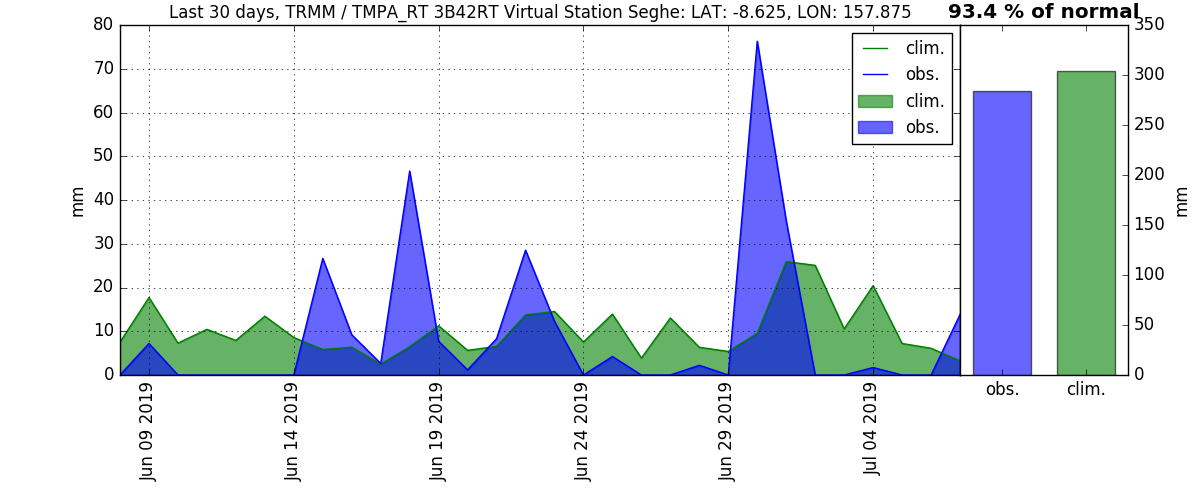 Last 30 days, TRMM / TMPA_RT 3B42RT Virtual Station Seghe: LAT: -8.625, LON: 157.875
93.4 % of normal
80
70
60
50
40
30
20
10
0
mm
clim.
obs.
clim.
obs.
350
300
250
200
150
100
50
0
mm
obs.
clim.
Jun 09 2019
Jun 14 2019
Jun 19 2019
Jun 24 2019
Jun 29 2019
Jul 04 2019